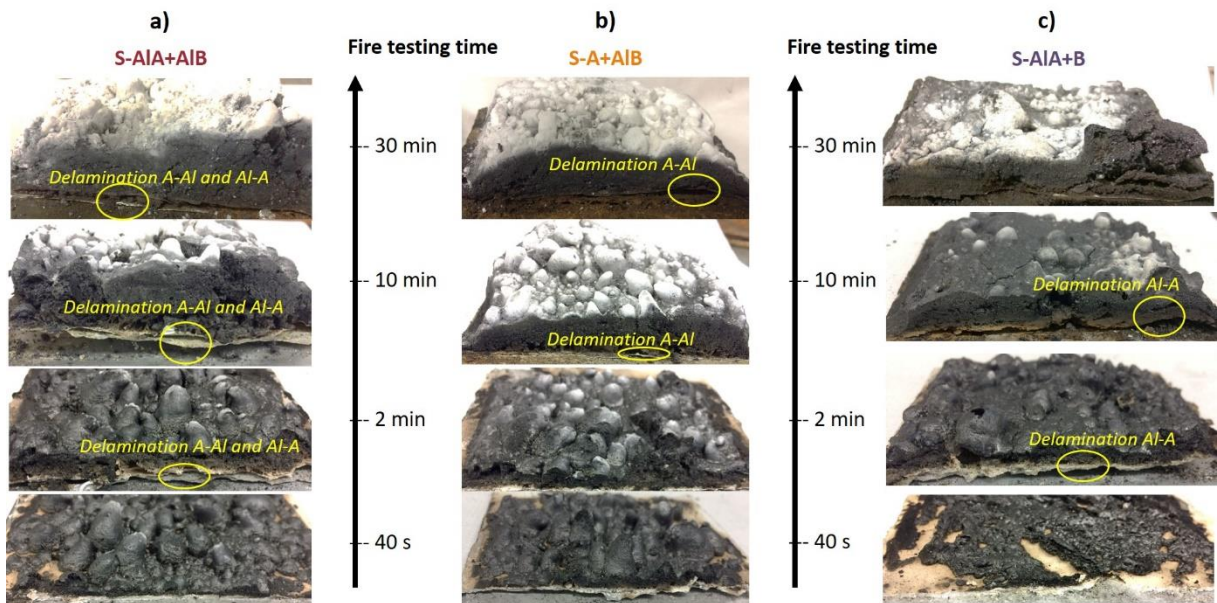 a)
S-AlA+AlB
Fire testing time
b)
S-A+AlB
Fire testing time
c)
S-AlA+B
Delamination A-Al and Al-A
30 min
Delamination A-Al
30 min
Delamination A-Al and Al-A
10 min
Delamination A-Al
10 min
Delamination Al-A
Delamination A-Al and Al-A
2 min
2 min
Delamination Al-A
40 s
40 s